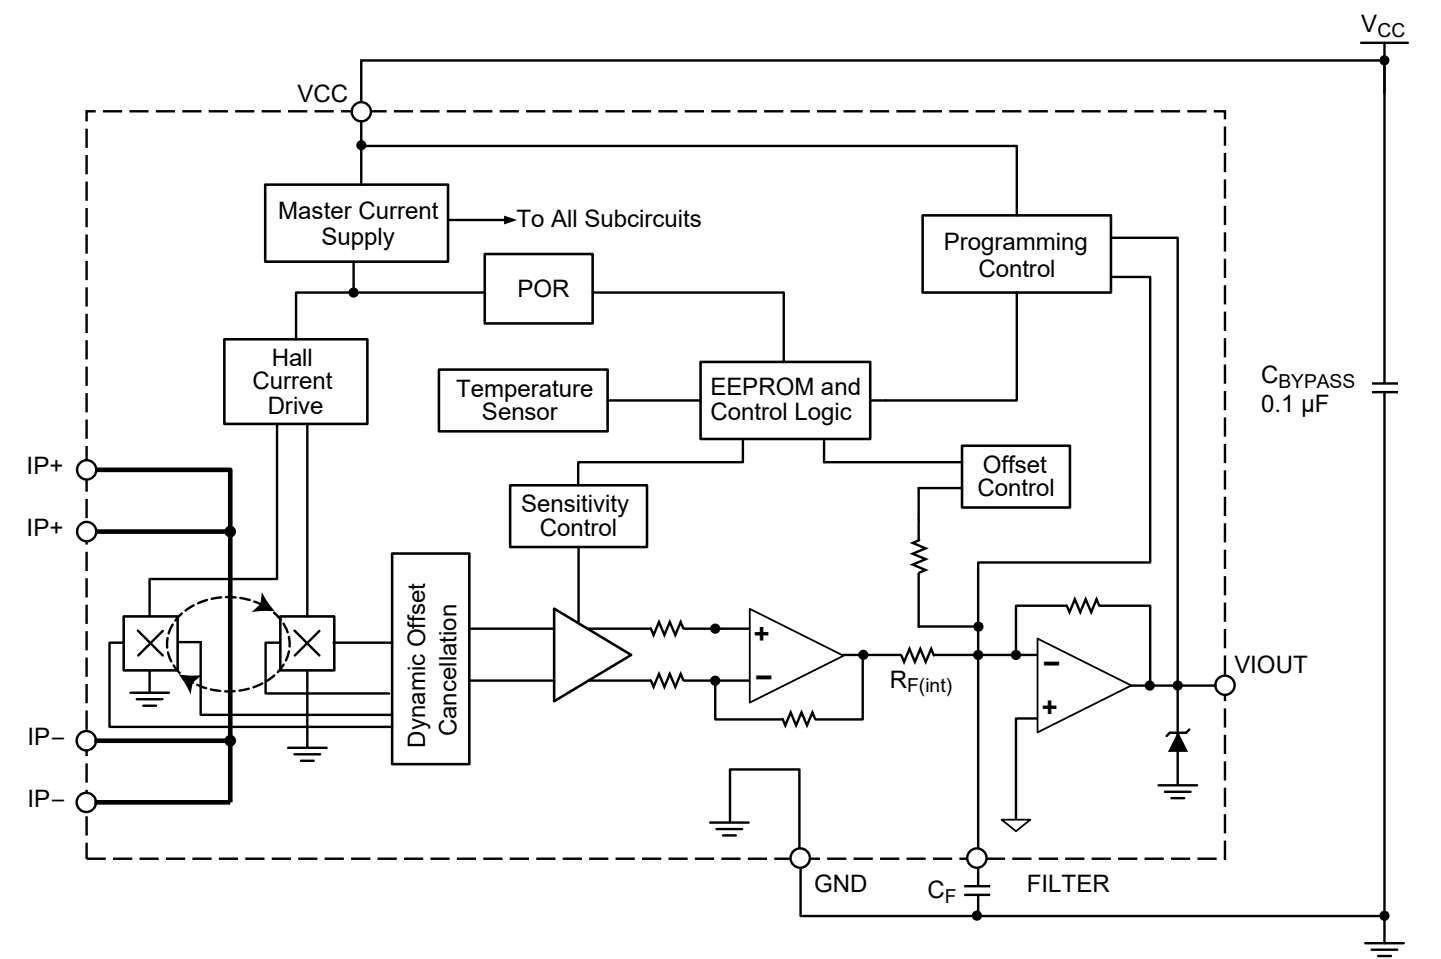 VCC
VCC
Master Current
Supply
To All Subcircuits
Programming
Control
POR
Hall
Current
Drive
Temperature
Sensor
EEPROM and
Control Logic
CBYPASS
0.1 µF
IP+
IP+
Sensitivity
Control
Offset
Control
Dynamic Offset
Cancellation
+
–
RF(int)
–
+
VIOUT
IP–
IP–
GND
CF
FILTER